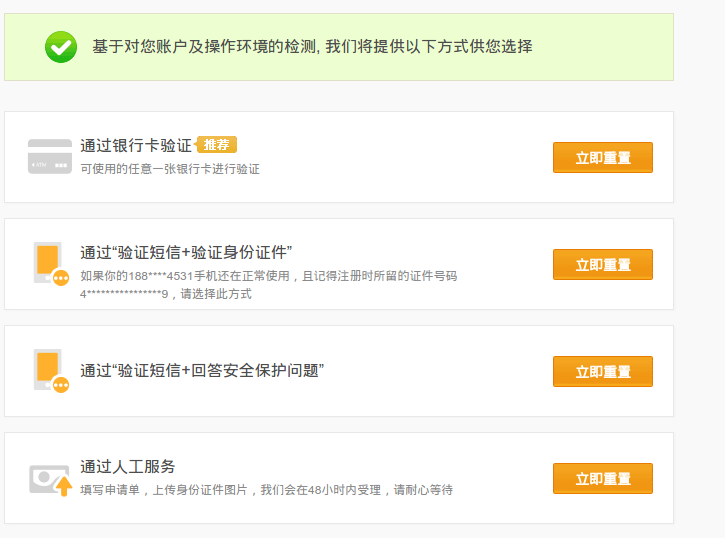 基于对您账户及操作环境的检测, 我们将提供以下方式供您选择
通过银行卡验证 推荐
可使用的任意一张银行卡进行验证
立即重置
通过“验证短信+验证身份证件”
如果你的188****4531手机还在正常使用，且记得注册时所留的证件号码
4****************9，请选择此方式
立即重置
通过“验证短信+回答安全保护问题”
立即重置
通过人工服务
填写申请单，上传身份证件图片，我们会在48小时内受理，请耐心等待
立即重置